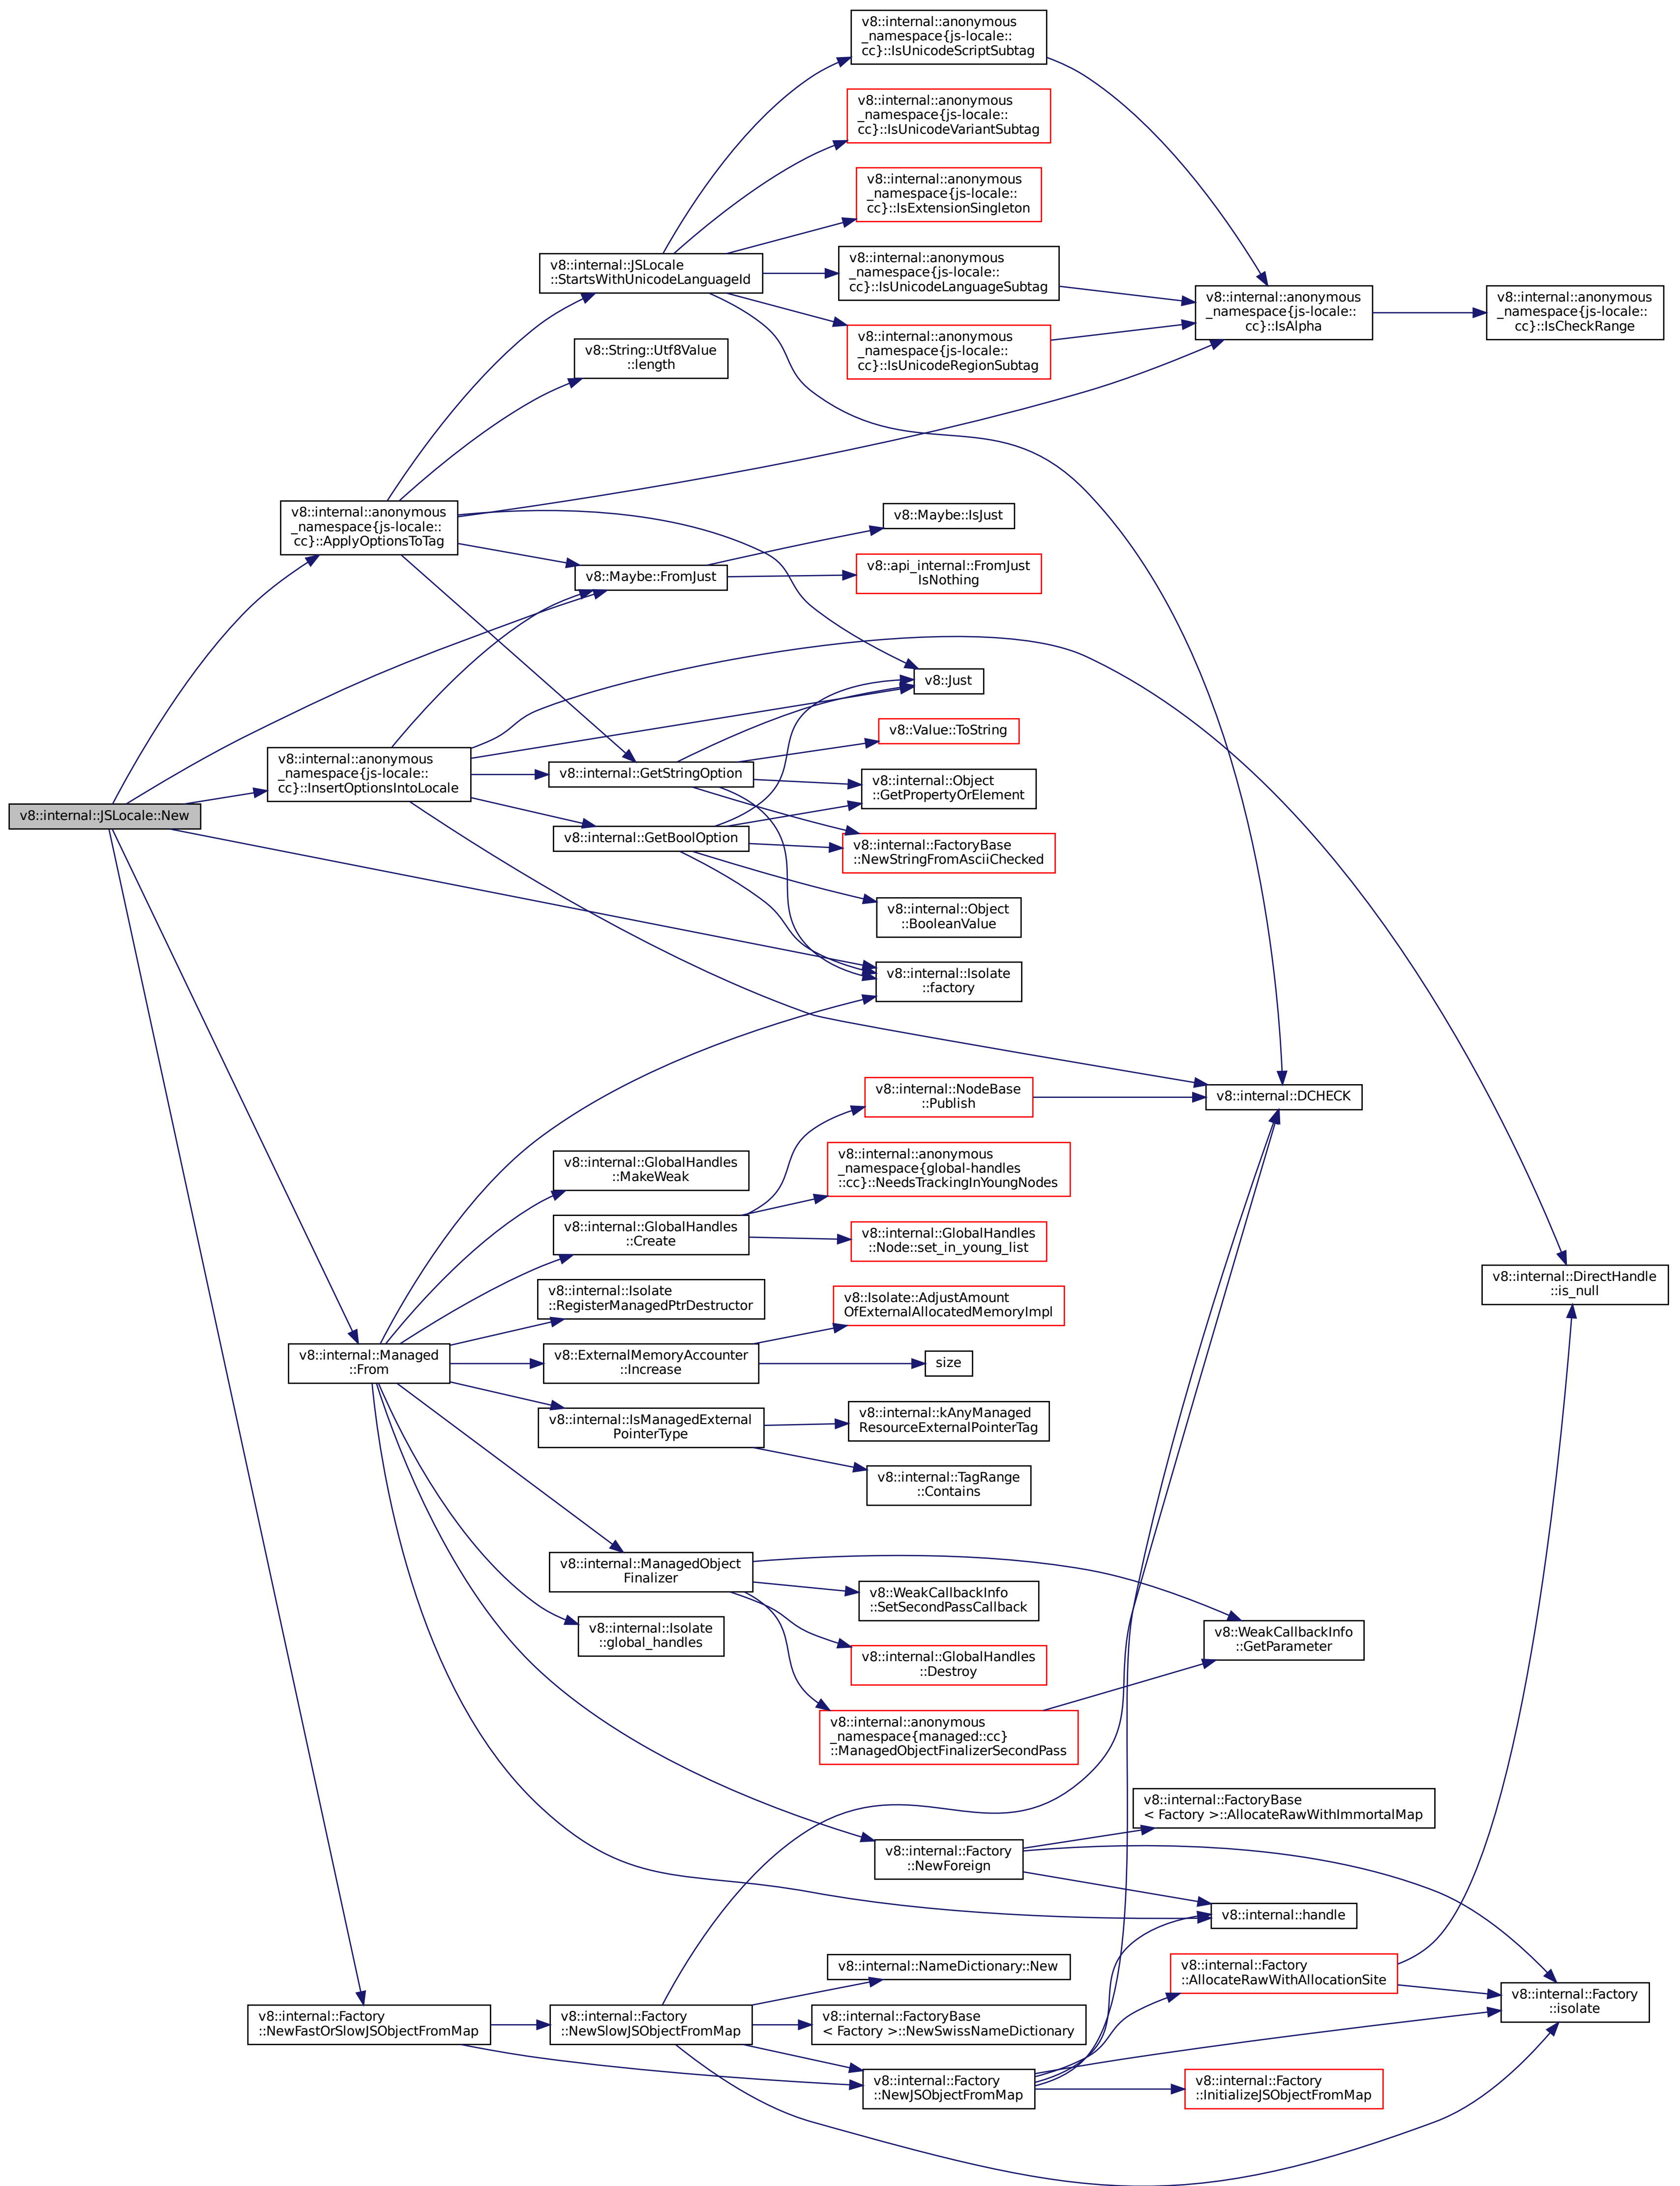 v8::internal::anonymous
_namespace{js-locale::
cc}::IsUnicodeScriptSubtag
v8::internal::anonymous
_namespace{js-locale::
cc}::IsUnicodeVariantSubtag
v8::internal::anonymous
_namespace{js-locale::
cc}::IsExtensionSingleton
v8::internal::JSLocale
::StartsWithUnicodeLanguageId
v8::internal::anonymous
_namespace{js-locale::
cc}::IsUnicodeLanguageSubtag
v8::internal::anonymous
_namespace{js-locale::
cc}::IsAlpha
v8::internal::anonymous
_namespace{js-locale::
cc}::IsCheckRange
v8::String::Utf8Value
::length
v8::internal::anonymous
_namespace{js-locale::
cc}::IsUnicodeRegionSubtag
v8::internal::anonymous
_namespace{js-locale::
cc}::ApplyOptionsToTag
v8::Maybe::IsJust
v8::Maybe::FromJust
v8::api_internal::FromJust
IsNothing
v8::Just
v8::Value::ToString
v8::internal::anonymous
_namespace{js-locale::
cc}::InsertOptionsIntoLocale
v8::internal::GetStringOption
v8::internal::Object
::GetPropertyOrElement
v8::internal::JSLocale::New
v8::internal::GetBoolOption
v8::internal::FactoryBase
::NewStringFromAsciiChecked
v8::internal::Object
::BooleanValue
v8::internal::Isolate
::factory
v8::internal::NodeBase
::Publish
v8::internal::DCHECK
v8::internal::GlobalHandles
::MakeWeak
v8::internal::anonymous
_namespace{global-handles
::cc}::NeedsTrackingInYoungNodes
v8::internal::GlobalHandles
::Create
v8::internal::GlobalHandles
::Node::set_in_young_list
v8::internal::DirectHandle
::is_null
v8::internal::Isolate
::RegisterManagedPtrDestructor
v8::Isolate::AdjustAmount
OfExternalAllocatedMemoryImpl
v8::internal::Managed
::From
v8::ExternalMemoryAccounter
::Increase
size
v8::internal::IsManagedExternal
PointerType
v8::internal::kAnyManaged
ResourceExternalPointerTag
v8::internal::TagRange
::Contains
v8::internal::ManagedObject
Finalizer
v8::WeakCallbackInfo
::SetSecondPassCallback
v8::internal::Isolate
::global_handles
v8::WeakCallbackInfo
::GetParameter
v8::internal::GlobalHandles
::Destroy
v8::internal::anonymous
_namespace{managed::cc}
::ManagedObjectFinalizerSecondPass
v8::internal::FactoryBase
< Factory >::AllocateRawWithImmortalMap
v8::internal::Factory
::NewForeign
v8::internal::handle
v8::internal::NameDictionary::New
v8::internal::Factory
::AllocateRawWithAllocationSite
v8::internal::Factory
::isolate
v8::internal::Factory
::NewFastOrSlowJSObjectFromMap
v8::internal::Factory
::NewSlowJSObjectFromMap
v8::internal::FactoryBase
< Factory >::NewSwissNameDictionary
v8::internal::Factory
::NewJSObjectFromMap
v8::internal::Factory
::InitializeJSObjectFromMap